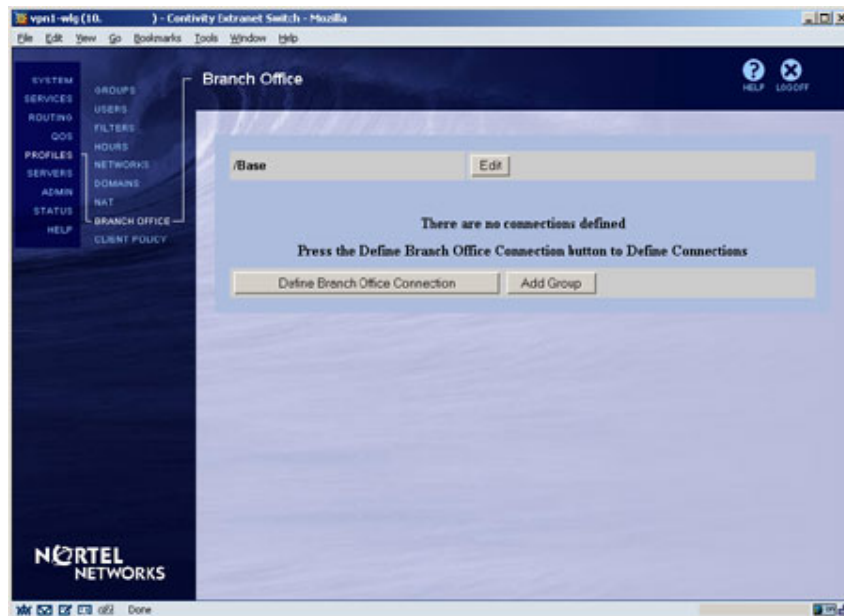 vpn1-wlg (10. ) - Contivity Extranet Switch - Mozilla
File Edit View Go Bookmarks Tools Window Help
SYSTEM
SERVICES
ROUTING
QOS
PROFILES
SERVERS
ADMIN
STATUS
HELP
GROUPS
USERS
FILTERS
HOURS
NETWORKS
DOMAINS
NAT
BRANCH OFFICE
CLIENT POLICY
Branch Office
HELP LOGOFF
/Base Edit
There are no connections defined
Press the Define Branch Office Connection button to Define Connections
Define Branch Office Connection Add Group
NORTEL
NETWORKS
Done